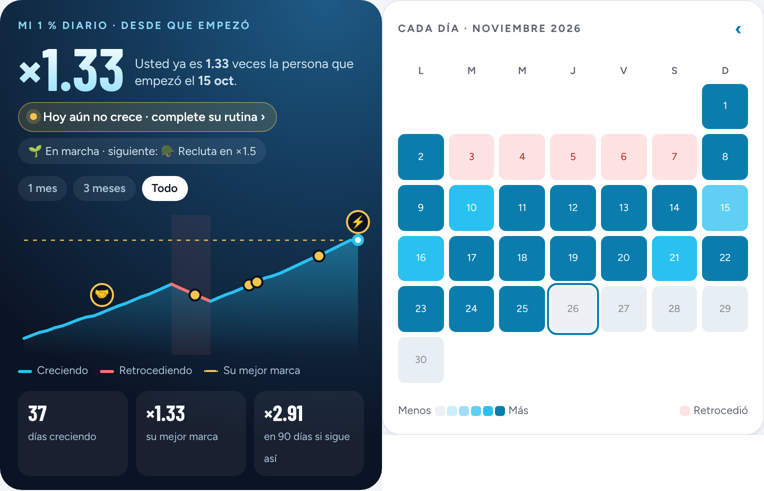 MI 1 % DIARIO · DESDE QUE EMPEZÓ
×1.33
Usted ya es 1.33 veces la persona que
empezó el 15 oct.
Hoy aún no crece · complete su rutina ›
En marcha · siguiente: Recluta en ×1.5
1 mes
3 meses
Todo
Creciendo
Retrocediendo
Su mejor marca
37
días creciendo
×1.33
su mejor marca
×2.91
en 90 días si sigue
así
CADA DÍA · NOVIEMBRE 2026
‹
L M M J V S D
1
2 3 4 5 6 7 8
9 10 11 12 13 14 15
16 17 18 19 20 21 22
23 24 25 26 27 28 29
30
Menos Más
Retrocedió